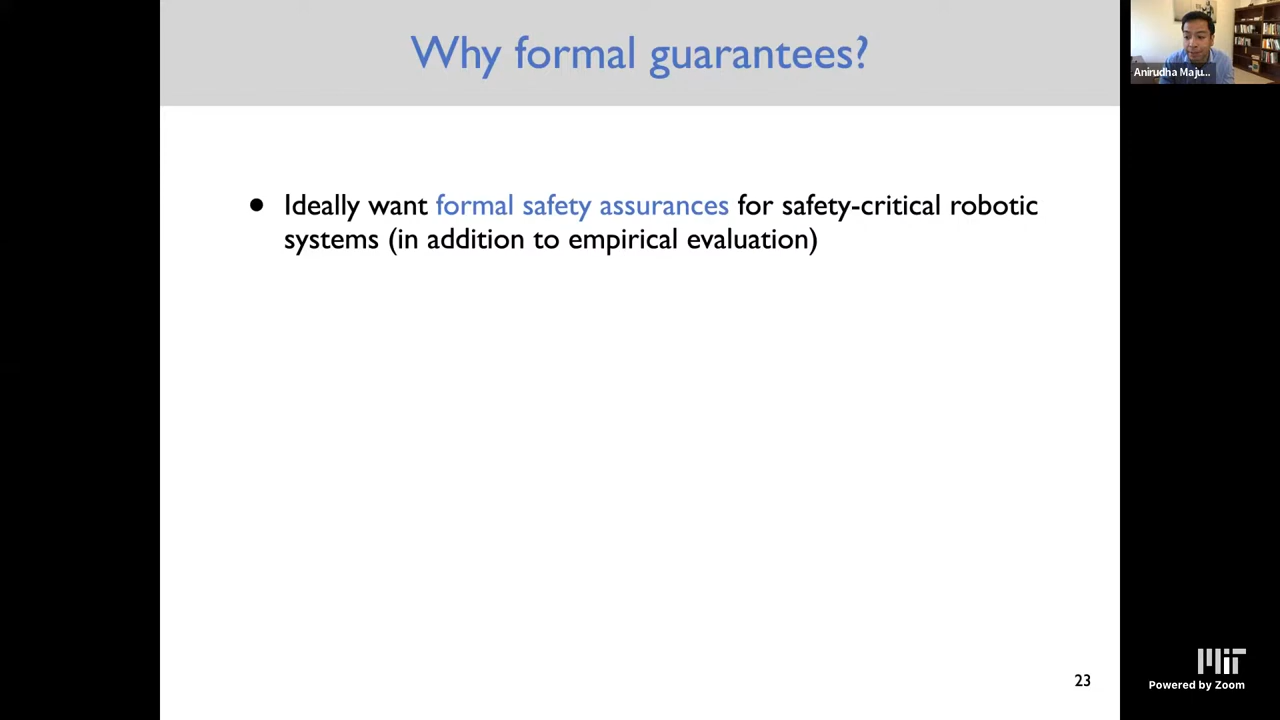 Why formal guarantees?
Anirudha Maju...
● Ideally want formal safety assurances for safety-critical robotic
systems (in addition to empirical evaluation)
23
MIT
Powered by Zoom